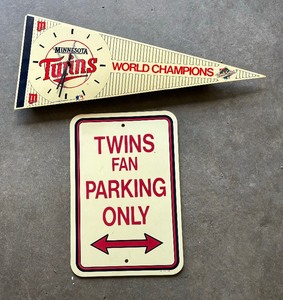 MINNESOTA
Twins
WORLD CHAMPIONS
TWINS
FAN
PARKING
ONLY